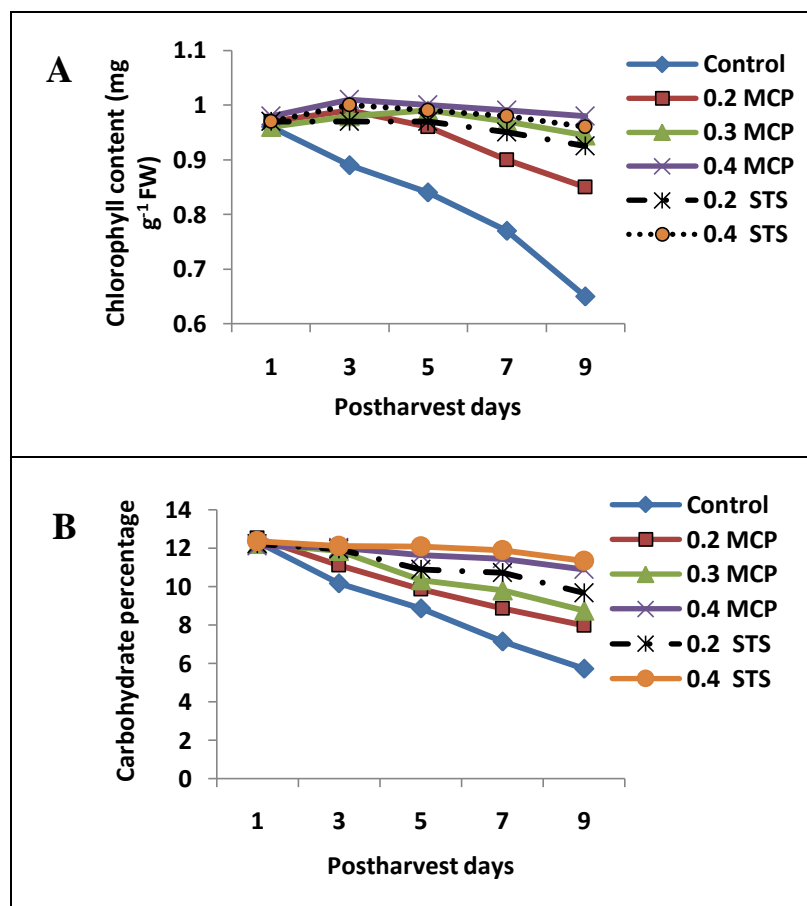 A
Chlorophyll content (mg
g⁻¹ FW)
1.1
1
0.9
0.8
0.7
0.6
1 3 5 7 9
Postharvest days
Control
0.2 MCP
0.3 MCP
0.4 MCP
0.2 STS
0.4 STS
B
Carbohydrate percentage
14
12
10
8
6
4
2
0
1 3 5 7 9
Postharvest days
Control
0.2 MCP
0.3 MCP
0.4 MCP
0.2 STS
0.4 STS